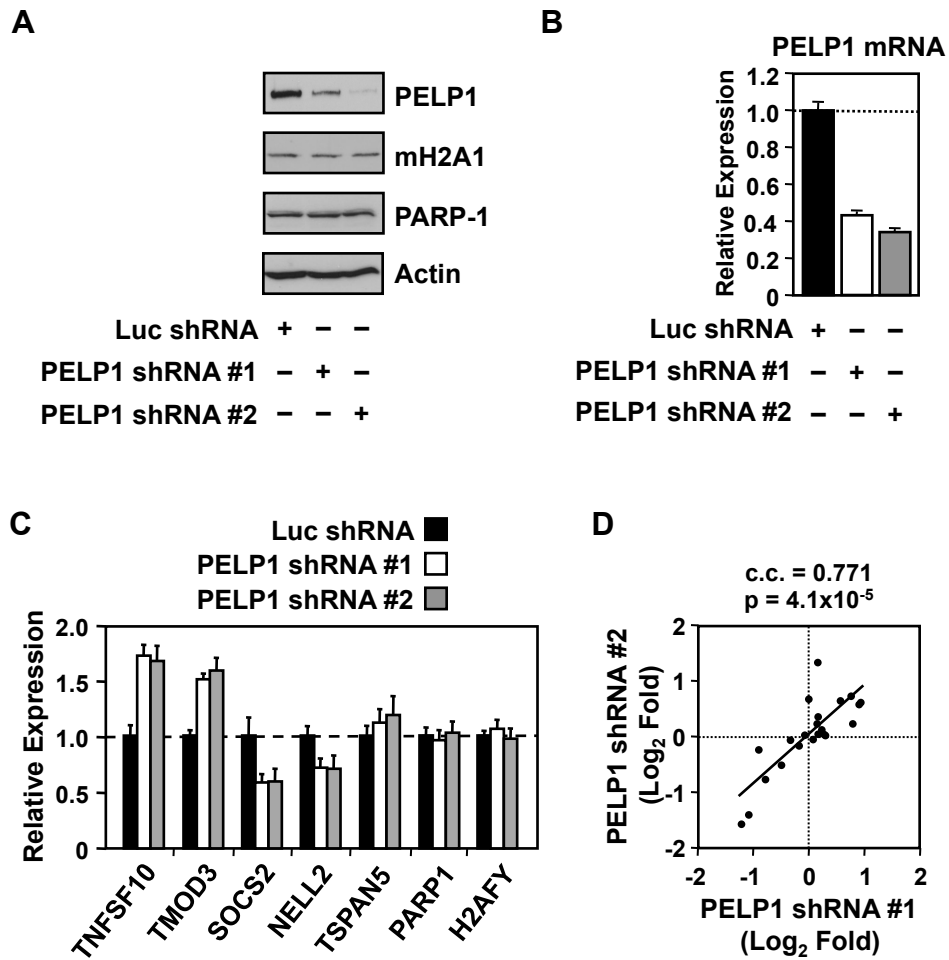 A
PELP1
mH2A1
PARP-1
Actin
Luc shRNA + – –
PELP1 shRNA #1 – + –
PELP1 shRNA #2 – – +
B
PELP1 mRNA
Relative Expression
1.2
1.0
0.8
0.6
0.4
0.2
0
Luc shRNA + – –
PELP1 shRNA #1 – + –
PELP1 shRNA #2 – – +
C
Luc shRNA
PELP1 shRNA #1
PELP1 shRNA #2
Relative Expression
2.0
1.5
1.0
0.5
0
TNFSF10
TMOD3
SOCS2
NELL2
TSPAN5
PARP1
H2AFY
D
c.c. = 0.771
p = 4.1x10⁻⁵
PELP1 shRNA #2
(Log₂ Fold)
2
1
0
-1
-2
-2 -1 0 1 2
PELP1 shRNA #1
(Log₂ Fold)